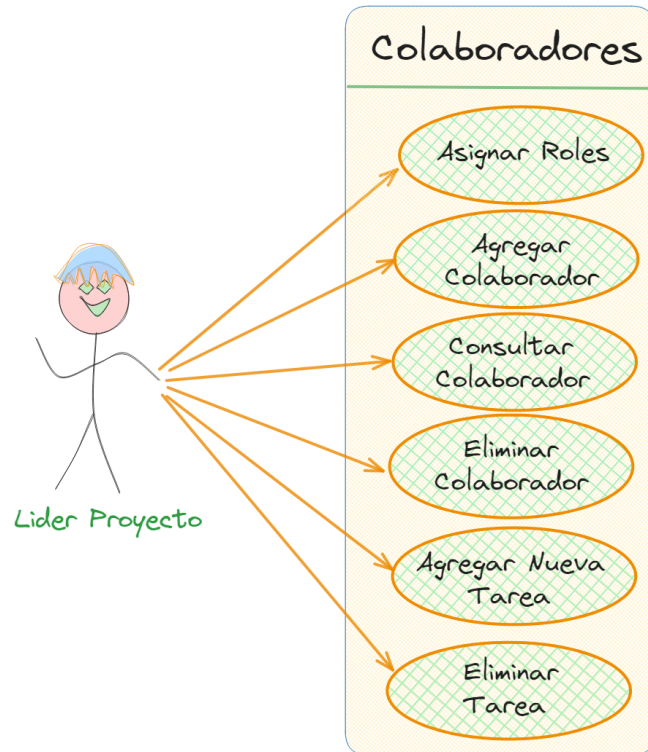 Colaboradores
Asignar Roles
Agregar
Colaborador
Consultar
Colaborador
Eliminar
Colaborador
Agregar Nueva
Tarea
Eliminar
Tarea
Lider Proyecto